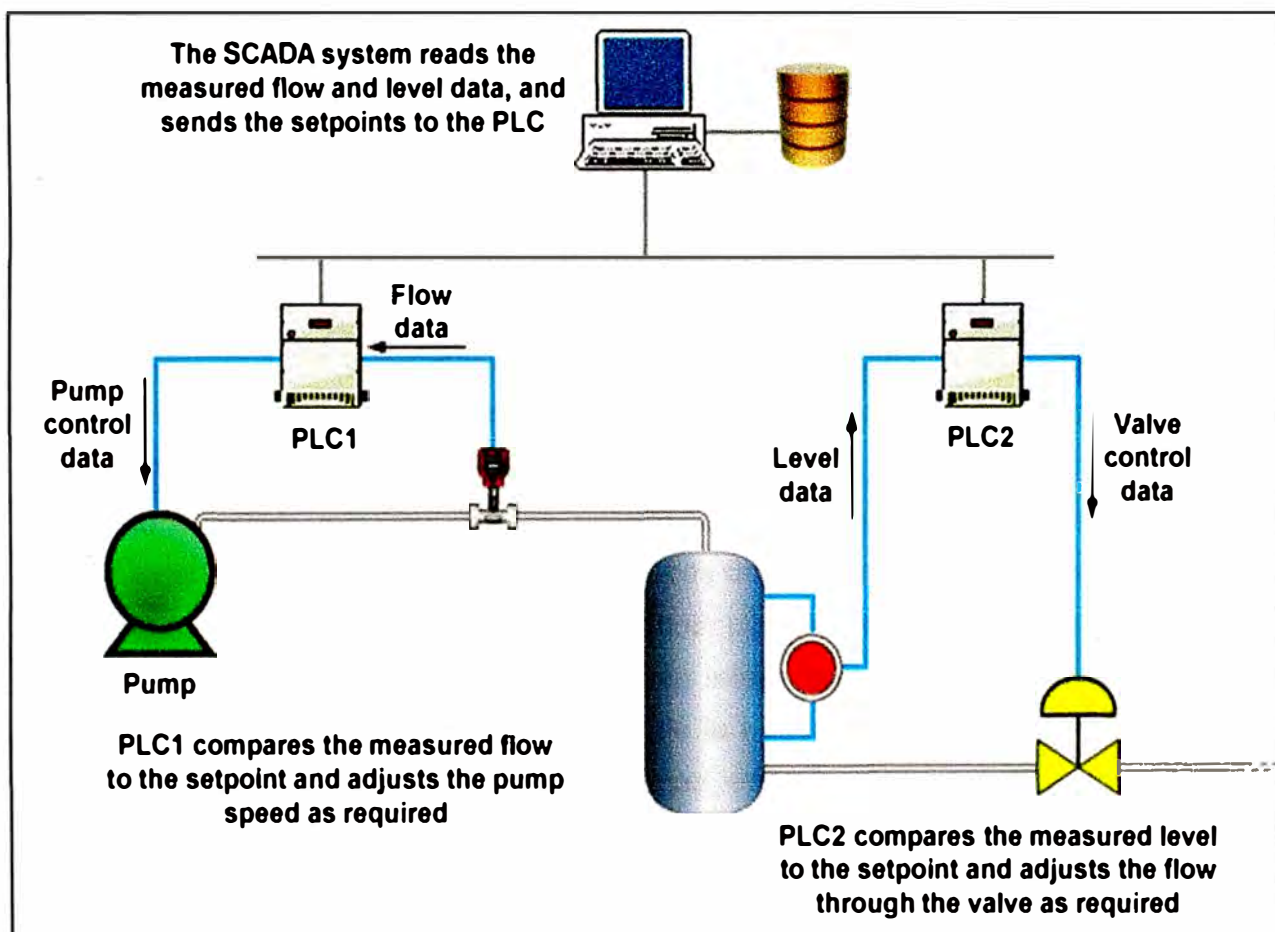 The SCADA system reads the
measured flow and level data, and
sends the setpoints to the PLC
Flow
data
Pump
control
data
PLC1
Level
data
PLC2
Valve
control
data
Pump
PLC1 compares the measured flow
to the setpoint and adjusts the pump
speed as required
PLC2 compares the measured level
to the setpoint and adjusts the flow
through the valve as required